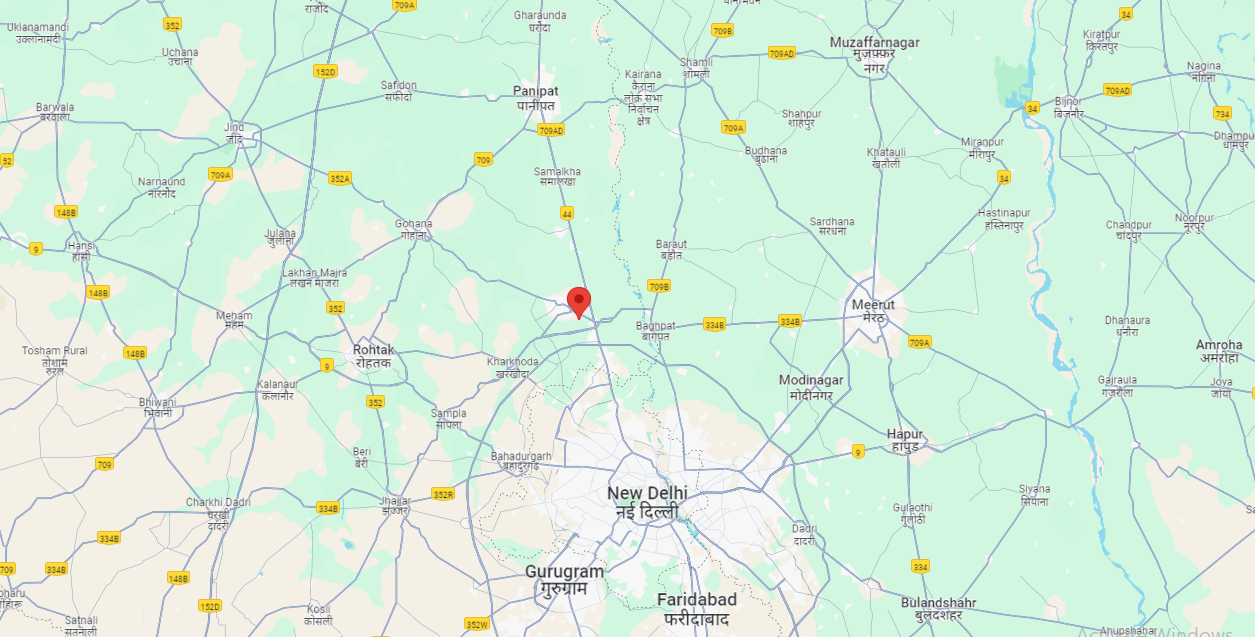 Uklanamandi
उकलानामंडी
352
राजौंद
709A
Gharaunda
घरौंदा
709B
34
Uchana
उचाना
152D
Safidon
सफीदों
Panipat
पानीपत
Kairana
कैराना
लोक सभा
निर्वाचन
क्षेत्र
Shamli
शामली
709AD
Muzaffarnagar
मुज़फ़्फ़र
नगर
Kiratpur
किरतपुर
Nagina
नगीना
Barwala
बरवाला
Jind
जींद
709AD
709A
Shahpur
शाहपुर
34
Bijnor
बिजनौर
709AD
734
Dhampu
धामपुर
52
709
Budhana
बुढ़ाना
Khatauli
खतौली
Miranpur
मीरापुर
34
Narnaund
नारनौंद
709A
352A
Samalkha
समालखा
148B
44
Gohana
गोहाना
Sardhana
सरधना
Hastinapur
हस्तिनापुर
Chandpur
चांदपुर
Noorpur
नूरपुर
9
Hansi
हांसी
Julana
जुलाना
Baraut
बड़ौत
Lakhan Majra
लखन माजरा
709B
148B
352
Meham
महम
Baghpat
बागपत
334B
334B
Meerut
मेरठ
709A
Dhanaura
धनौरा
Amroha
अमरोहा
Tosham Rural
तोशाम
रुरल
148B
9
Rohtak
रोहतक
Kharkhoda
खरखौदा
Kalanaur
कलानौर
Modinagar
मोदीनगर
Gajraula
गजरौला
Joya
जोया
Bhiwani
भिवानी
352
Sampla
सांपला
Hapur
हापुड़
9
709
Beri
बेरी
Bahadurgarh
बहादुरगढ़
Charkhi Dadri
चरखी
दादरी
334B
Jhajjar
झज्जर
352R
New Delhi
नई दिल्ली
Siyana
सियाना
Gulaothi
गुलौठी
Dadri
दादरी
334B
709
334B
148B
Gurugram
गुरुग्राम
334
152D
Kosli
कोसली
Faridabad
फरीदाबाद
Bulandshahr
बुलंदशहर
Satnali
सतनाली
352W
Anupshahar